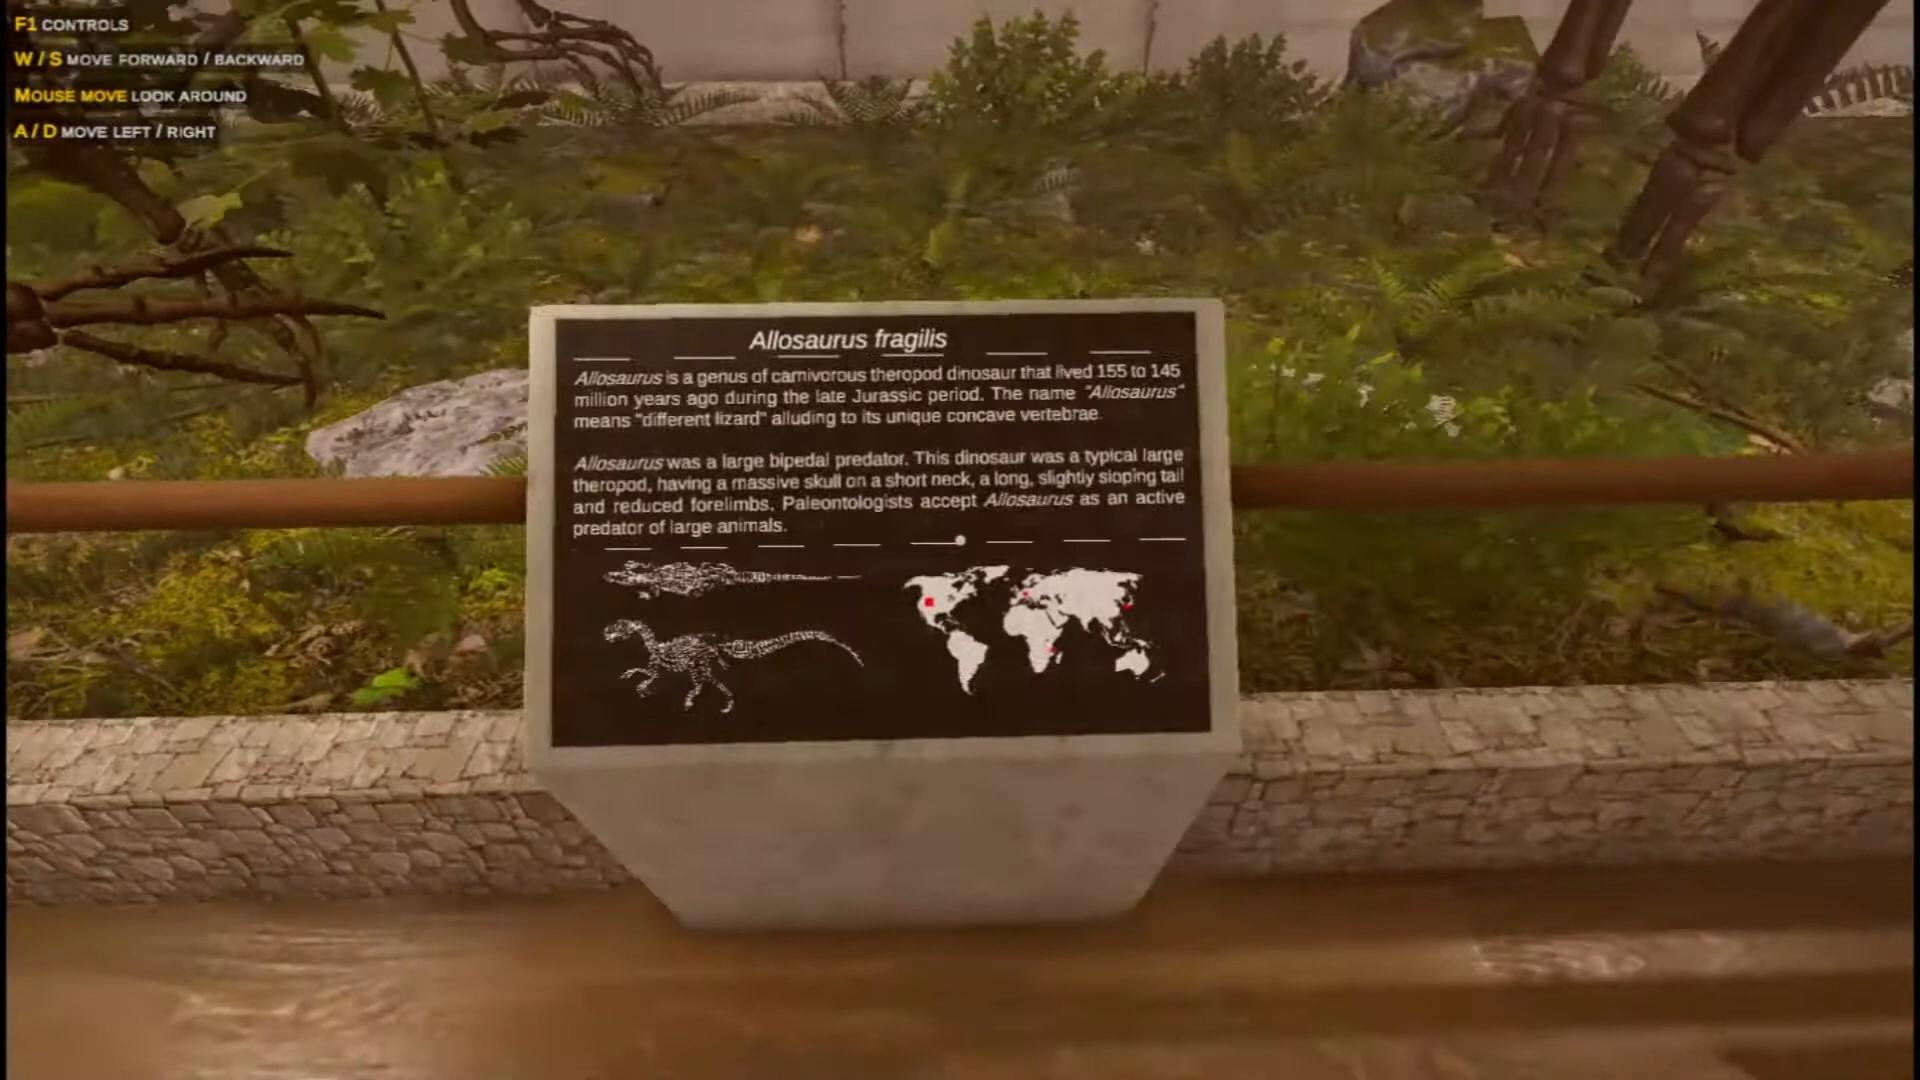 F1 CONTROLS
W / S MOVE FORWARD / BACKWARD
MOUSE MOVE LOOK AROUND
A / D MOVE LEFT / RIGHT
Allosaurus fragilis
Allosaurus is a genus of carnivorous theropod dinosaur that lived 155 to 145
million years ago during the late Jurassic period. The name "Allosaurus"
means "different lizard" alluding to its unique concave vertebrae.
Allosaurus was a large bipedal predator. This dinosaur was a typical large
theropod, having a massive skull on a short neck, a long, slightly sloping tail
and reduced forelimbs. Paleontologists accept Allosaurus as an active
predator of large animals.